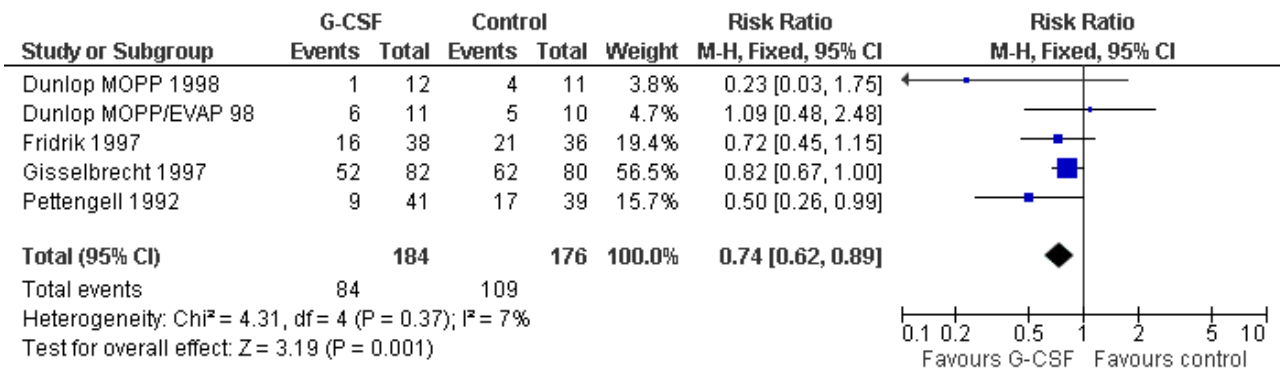 G-CSF Control Risk Ratio Risk Ratio
Study or Subgroup Events Total Events Total Weight M-H, Fixed, 95% CI M-H, Fixed, 95% CI
Dunlop MOPP 1998 1 12 4 11 3.8% 0.23 [0.03, 1.75]
Dunlop MOPP/EVAP 98 6 11 5 10 4.7% 1.09 [0.48, 2.48]
Fridrik 1997 16 38 21 36 19.4% 0.72 [0.45, 1.15]
Gisselbrecht 1997 52 82 62 80 56.5% 0.82 [0.67, 1.00]
Pettengell 1992 9 41 17 39 15.7% 0.50 [0.26, 0.99]
Total (95% CI) 184 176 100.0% 0.74 [0.62, 0.89]
Total events 84 109
Heterogeneity: Chi² = 4.31, df = 4 (P = 0.37); I² = 7%
Test for overall effect: Z = 3.19 (P = 0.001)
0.1 0.2 0.5 1 2 5 10
Favours G-CSF Favours control